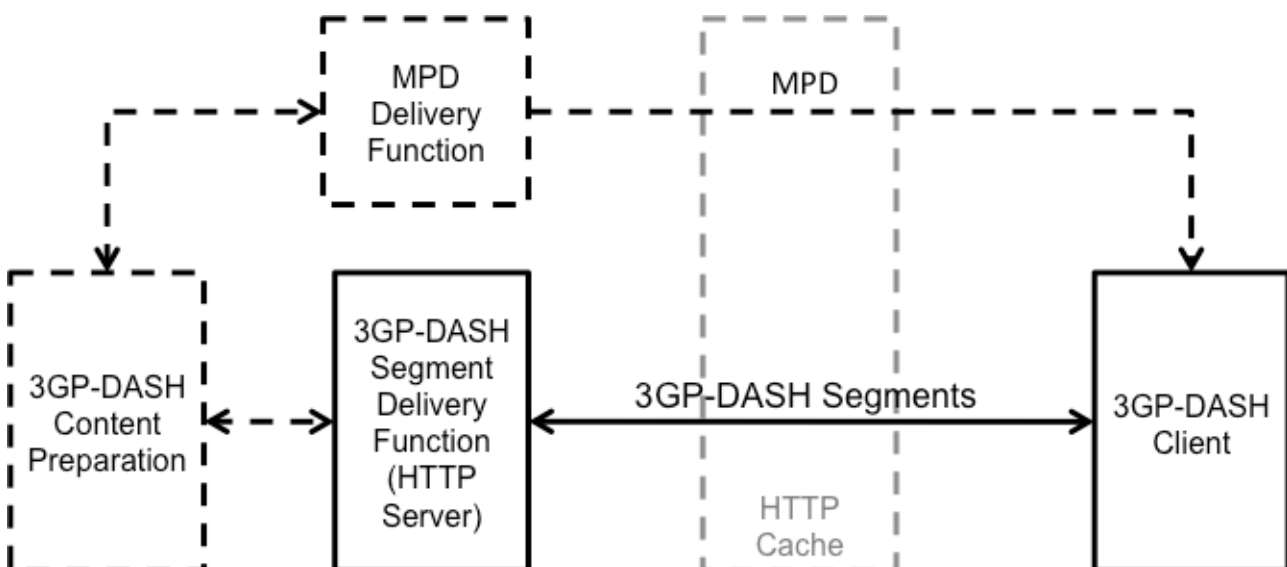 MPD
Delivery
Function
MPD
3GP-DASH
Content
Preparation
3GP-DASH
Segment
Delivery
Function
(HTTP
Server)
3GP-DASH Segments
HTTP
Cache
3GP-DASH
Client